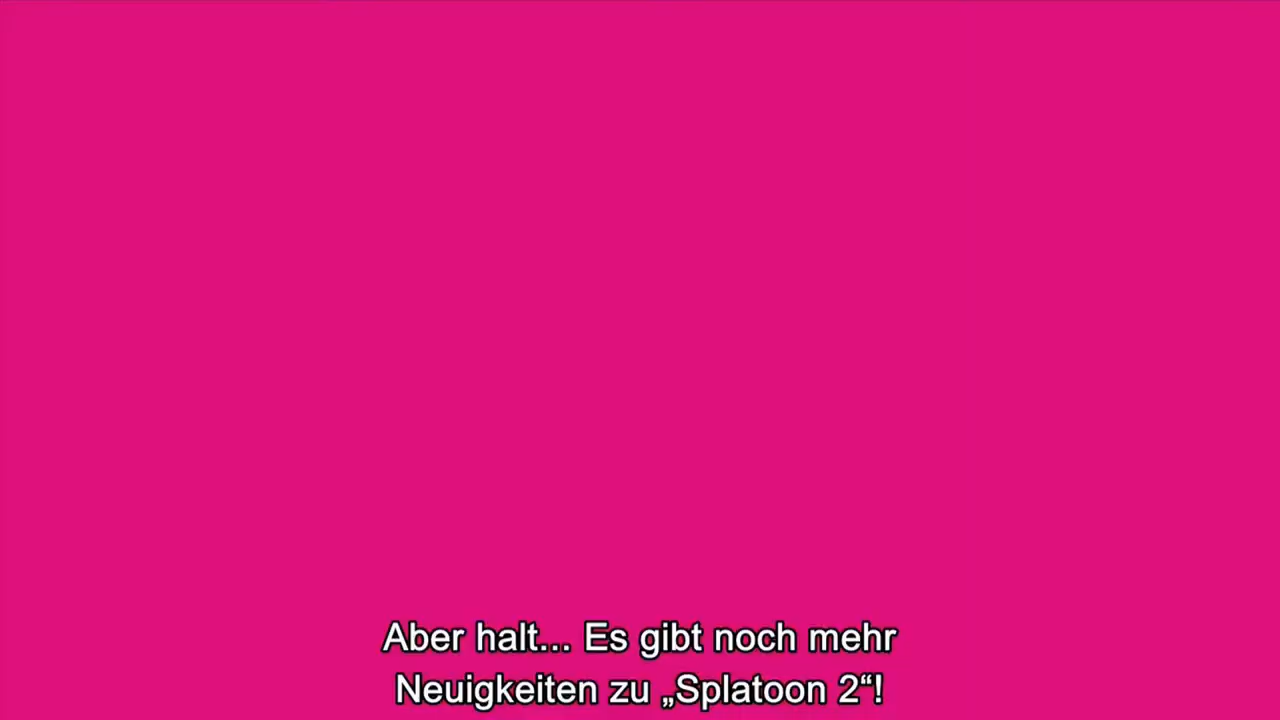 Aber halt... Es gibt noch mehr
Neuigkeiten zu „Splatoon 2“!